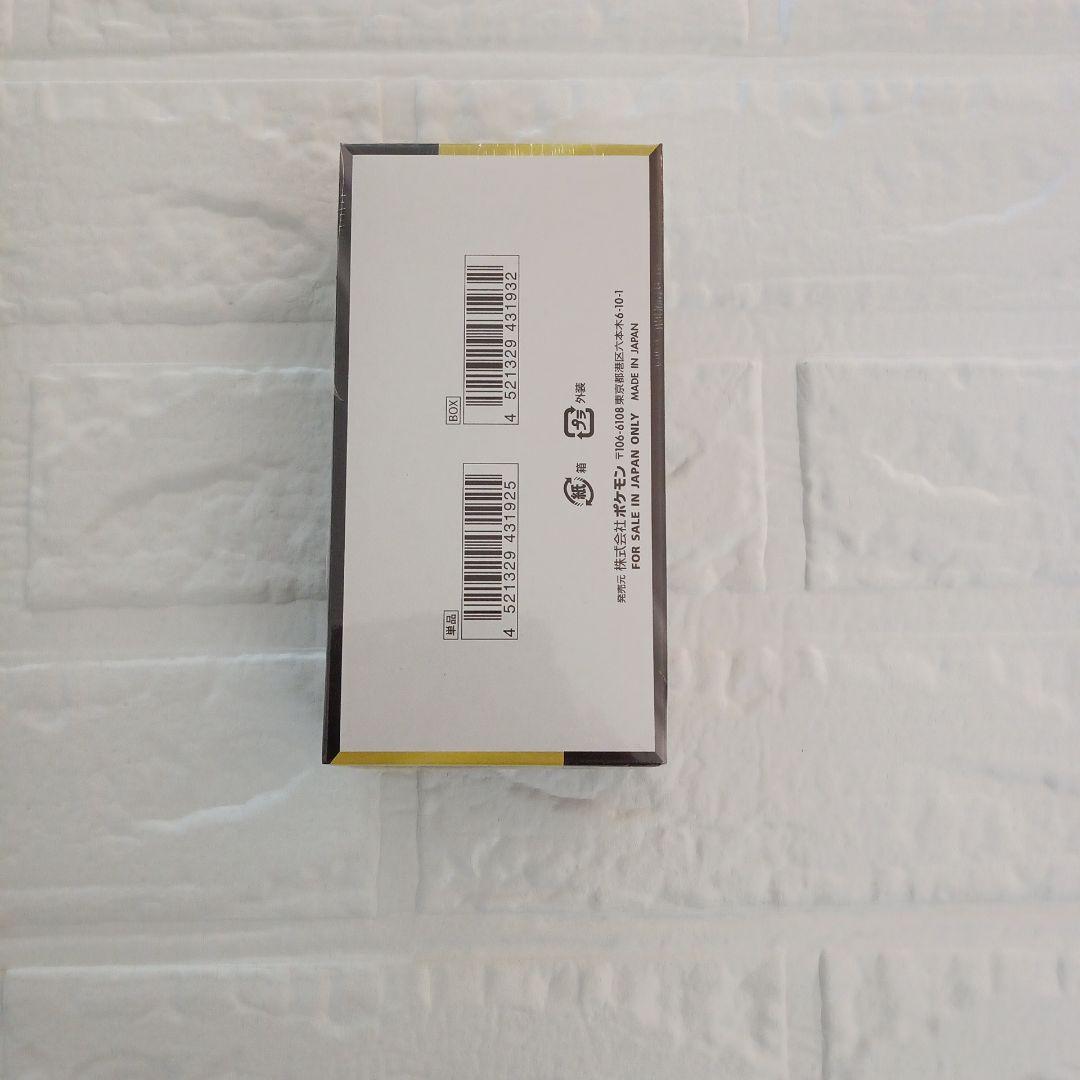 単品
4 521329 431925
BOX
4 521329 431932
紙 箱
プラ 外装
発売元 株式会社 ポケモン 〒106-6108 東京都港区六本木6-10-1
FOR SALE IN JAPAN ONLY MADE IN JAPAN